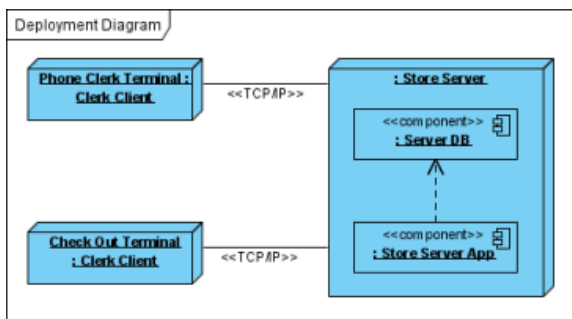 Deployment Diagram
Phone Clerk Terminal :
Clerk Client
<<TCP/IP>>
: Store Server
<<component>>
: Server DB
Check Out Terminal
: Clerk Client
<<TCP/IP>>
<<component>>
: Store Server App